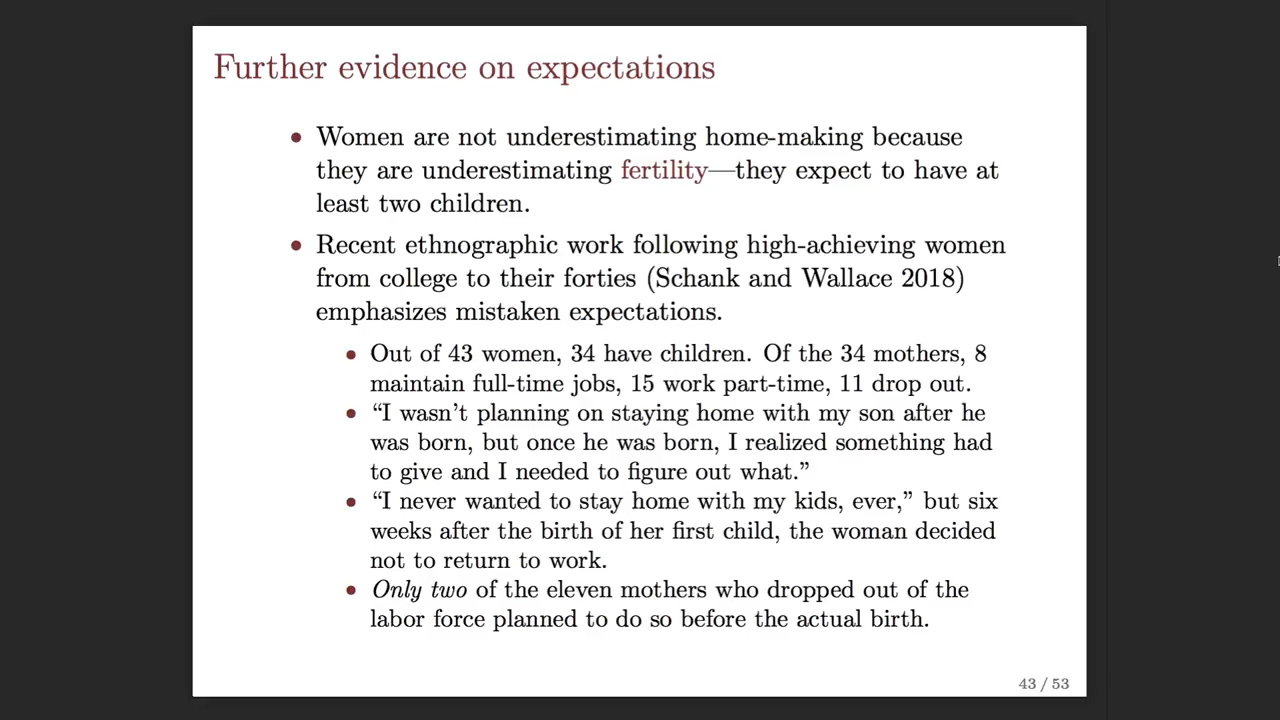 Further evidence on expectations
• Women are not underestimating home-making because
they are underestimating fertility—they expect to have at
least two children.
• Recent ethnographic work following high-achieving women
from college to their forties (Schank and Wallace 2018)
emphasizes mistaken expectations.
• Out of 43 women, 34 have children. Of the 34 mothers, 8
maintain full-time jobs, 15 work part-time, 11 drop out.
• “I wasn’t planning on staying home with my son after he
was born, but once he was born, I realized something had
to give and I needed to figure out what.”
• “I never wanted to stay home with my kids, ever,” but six
weeks after the birth of her first child, the woman decided
not to return to work.
• Only two of the eleven mothers who dropped out of the
labor force planned to do so before the actual birth.
43 / 53